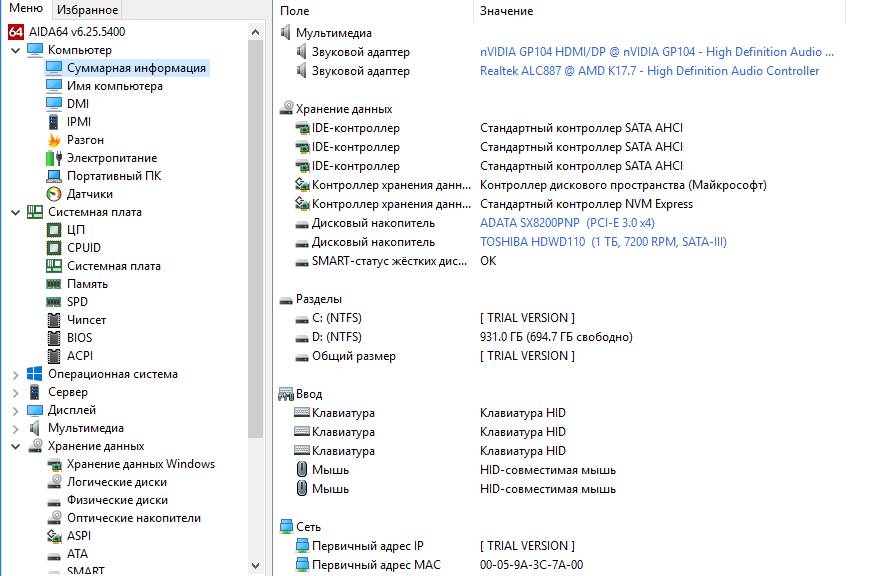 Меню Избранное
64 AIDA64 v6.25.5400
Компьютер
Суммарная информация
Имя компьютера
DMI
IPMI
Разгон
Электропитание
Портативный ПК
Датчики
Системная плата
ЦП
CPUID
Системная плата
Память
SPD
Чипсет
BIOS
ACPI
Операционная система
Сервер
Дисплей
Мультимедиа
Хранение данных
Хранение данных Windows
Логические диски
Физические диски
Оптические накопители
ASPI
ATA
SMART
Поле Значение
Мультимедиа
Звуковой адаптер nVIDIA GP104 HDMI/DP @ nVIDIA GP104 - High Definition Audio ...
Звуковой адаптер Realtek ALC887 @ AMD K17.7 - High Definition Audio Controller
Хранение данных
IDE-контроллер Стандартный контроллер SATA AHCI
IDE-контроллер Стандартный контроллер SATA AHCI
IDE-контроллер Стандартный контроллер SATA AHCI
Контроллер хранения данн... Контроллер дискового пространства (Майкрософт)
Контроллер хранения данн... Стандартный контроллер NVM Express
Дисковый накопитель ADATA SX8200PNP (PCI-E 3.0 x4)
Дисковый накопитель TOSHIBA HDWD110 (1 ТБ, 7200 RPM, SATA-III)
SMART-статус жёстких дис... OK
Разделы
C: (NTFS) [ TRIAL VERSION ]
D: (NTFS) 931.0 ГБ (694.7 ГБ свободно)
Общий размер [ TRIAL VERSION ]
Ввод
Клавиатура Клавиатура HID
Клавиатура Клавиатура HID
Клавиатура Клавиатура HID
Мышь HID-совместимая мышь
Мышь HID-совместимая мышь
Сеть
Первичный адрес IP [ TRIAL VERSION ]
Первичный адрес MAC 00-05-9A-3C-7A-00